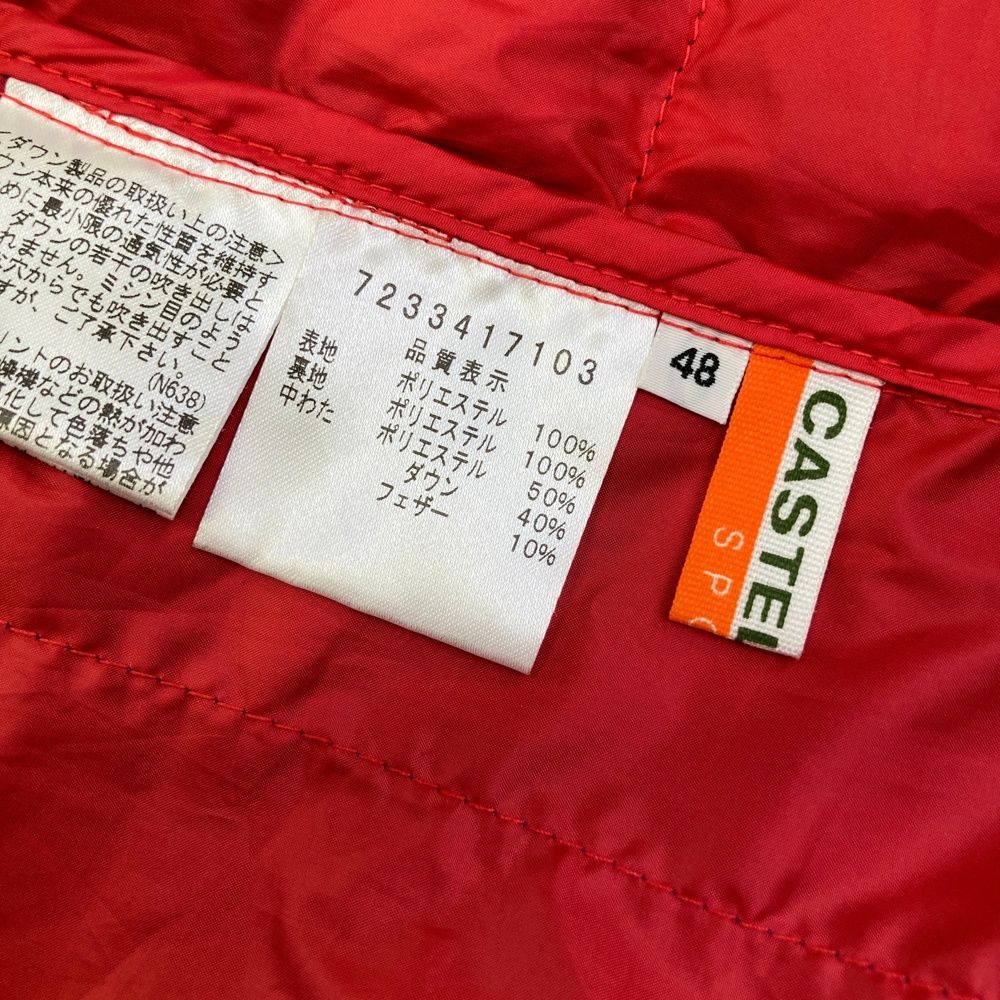 ＜ダウン製品の取扱い上の注意＞
ウン本来の優れた性質を維持す
めに最小限の通気性が必要と
ダウンの若干の吹き出しはよう
れません。ミシン目のよう
穴からでも吹き出すこ
すが、ご了承下さい。
(N638)
リントのお取扱い注意
燥機などの熱が加わ
化して色落ちや他
原因となる場合が
7233417103
品質表示
表地 ポリエステル 100%
裏地 ポリエステル 100%
中わた ポリエステル 50%
ダウン 40%
フェザー 10%
48
CASTE
SP